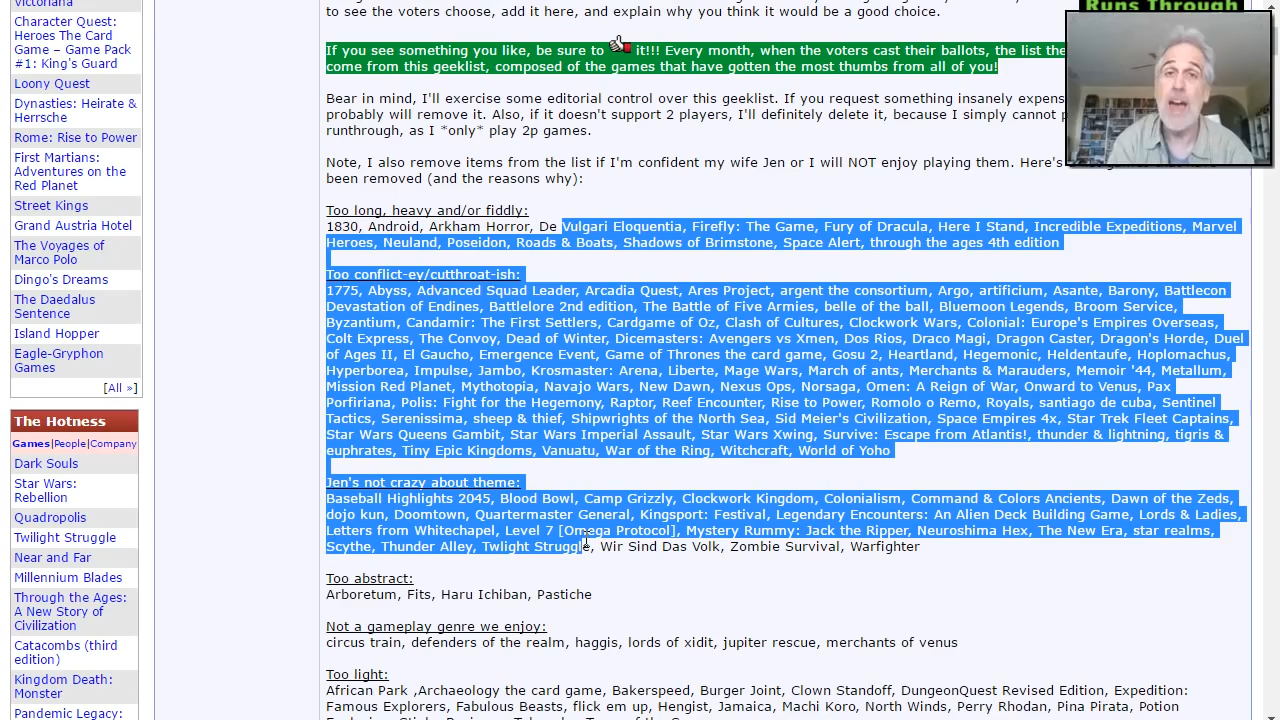 Victoria
Character Quest:
Heroes The Card
Game – Game Pack
#1: King's Guard
Loony Quest
Dynasties: Heirate &
Herrsche
Rome: Rise to Power
First Martians:
Adventures on the
Red Planet
Street Kings
Grand Austria Hotel
The Voyages of
Marco Polo
Dingo's Dreams
The Daedalus
Sentence
Island Hopper
Eagle-Gryphon
Games
[All »]
The Hotness
Games|People|Company
Dark Souls
Star Wars:
Rebellion
Quadropolis
Twilight Struggle
Near and Far
Millennium Blades
Through the Ages:
A New Story of
Civilization
Catacombs (third
edition)
Kingdom Death:
Monster
Pandemic Legacy:
to see the voters choose, add it here, and explain why you think it would be a good choice.
If you see something you like, be sure to it!!! Every month, when the voters cast their ballots, the list the
come from this geeklist, composed of the games that have gotten the most thumbs from all of you!
Bear in mind, I'll exercise some editorial control over this geeklist. If you request something insanely expens
probably will remove it. Also, if it doesn't support 2 players, I'll definitely delete it, because I simply cannot p
runthrough, as I *only* play 2p games.
Note, I also remove items from the list if I'm confident my wife Jen or I will NOT enjoy playing them. Here's
been removed (and the reasons why):
Too long, heavy and/or fiddly:
1830, Android, Arkham Horror, De Vulgari Eloquentia, Firefly: The Game, Fury of Dracula, Here I Stand, Incredible Expeditions, Marvel
Heroes, Neuland, Poseidon, Roads & Boats, Shadows of Brimstone, Space Alert, through the ages 4th edition
Too conflict-ey/cutthroat-ish:
1775, Abyss, Advanced Squad Leader, Arcadia Quest, Ares Project, argent the consortium, Argo, artificium, Asante, Barony, Battlecon
Devastation of Endines, Battlelore 2nd edition, The Battle of Five Armies, belle of the ball, Bluemoon Legends, Broom Service,
Byzantium, Candamir: The First Settlers, Cardgame of Oz, Clash of Cultures, Clockwork Wars, Colonial: Europe's Empires Overseas,
Colt Express, The Convoy, Dead of Winter, Dicemasters: Avengers vs Xmen, Dos Rios, Draco Magi, Dragon Caster, Dragon's Horde, Duel
of Ages II, El Gaucho, Emergence Event, Game of Thrones the card game, Gosu 2, Heartland, Hegemonic, Heldentaufe, Hoplomachus,
Hyperborea, Impulse, Jambo, Krosmaster: Arena, Liberte, Mage Wars, March of ants, Merchants & Marauders, Memoir '44, Metallum,
Mission Red Planet, Mythotopia, Navajo Wars, New Dawn, Nexus Ops, Norsaga, Omen: A Reign of War, Onward to Venus, Pax
Porfiriana, Polis: Fight for the Hegemony, Raptor, Reef Encounter, Rise to Power, Romolo o Remo, Royals, santiago de cuba, Sentinel
Tactics, Serenissima, sheep & thief, Shipwrights of the North Sea, Sid Meier's Civilization, Space Empires 4x, Star Trek Fleet Captains,
Star Wars Queens Gambit, Star Wars Imperial Assault, Star Wars Xwing, Survive: Escape from Atlantis!, thunder & lightning, tigris &
euphrates, Tiny Epic Kingdoms, Vanuatu, War of the Ring, Witchcraft, World of Yoho
Jen's not crazy about theme:
Baseball Highlights 2045, Blood Bowl, Camp Grizzly, Clockwork Kingdom, Colonialism, Command & Colors Ancients, Dawn of the Zeds,
dojo kun, Doomtown, Quartermaster General, Kingsport: Festival, Legendary Encounters: An Alien Deck Building Game, Lords & Ladies,
Letters from Whitechapel, Level 7 [Omega Protocol], Mystery Rummy: Jack the Ripper, Neuroshima Hex, The New Era, star realms,
Scythe, Thunder Alley, Twlight Struggle, Wir Sind Das Volk, Zombie Survival, Warfighter
Too abstract:
Arboretum, Fits, Haru Ichiban, Pastiche
Not a gameplay genre we enjoy:
circus train, defenders of the realm, haggis, lords of xidit, jupiter rescue, merchants of venus
Too light:
African Park ,Archaeology the card game, Bakerspeed, Burger Joint, Clown Standoff, DungeonQuest Revised Edition, Expedition:
Famous Explorers, Fabulous Beasts, flick em up, Hengist, Jamaica, Machi Koro, North Winds, Perry Rhodan, Pina Pirata, Potion
Runs Through